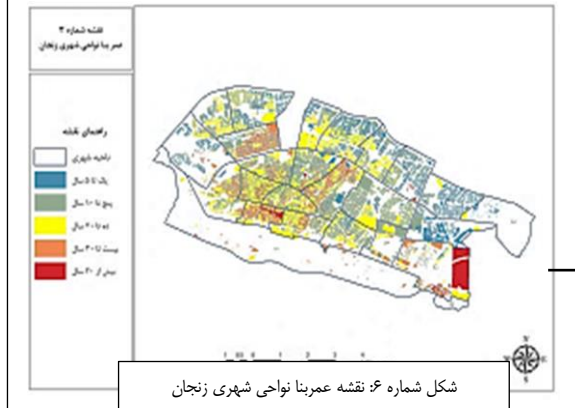 نقشه شماره ۳
عمر بنا نواحی شهری زنجان
راهنمای نقشه
ناحیه شهری
یک تا ۵ سال
پنج تا ۱۰ سال
ده تا ۲۰ سال
بیست تا ۳۰ سال
بیش از ۳۰ سال
N
E
S
شکل شماره ۶: نقشه عمربنا نواحی شهری زنجان